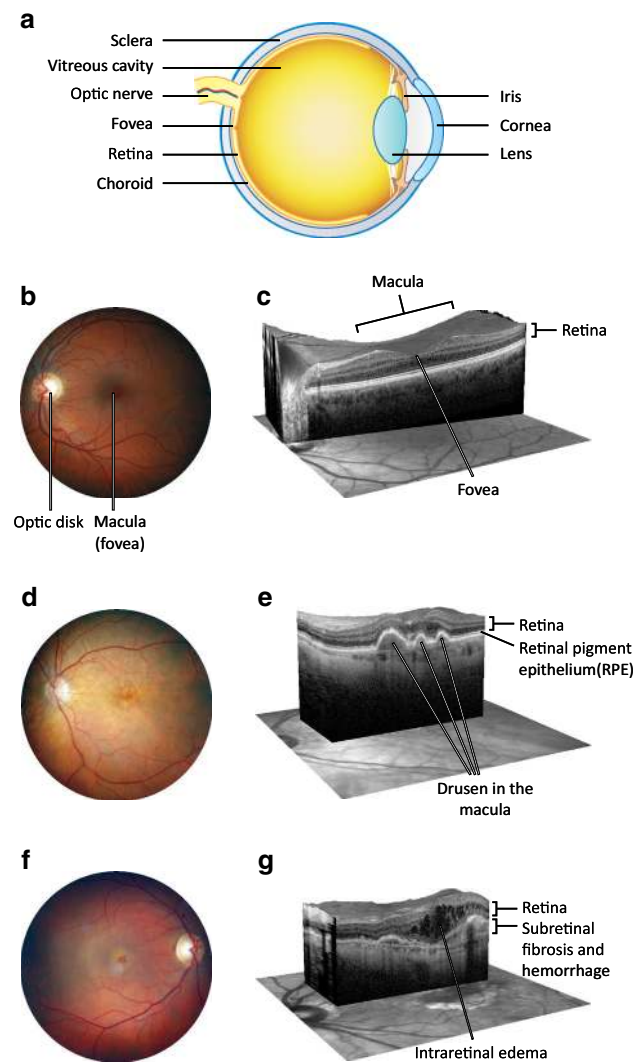 a
Sclera
Vitreous cavity
Optic nerve
Fovea
Retina
Choroid
Iris
Cornea
Lens
b
Optic disk
Macula
(fovea)
c
Macula
Retina
Fovea
d
e
Retina
Retinal pigment
epithelium(RPE)
Drusen in the
macula
f
g
Retina
Subretinal
fibrosis and
hemorrhage
Intraretinal edema